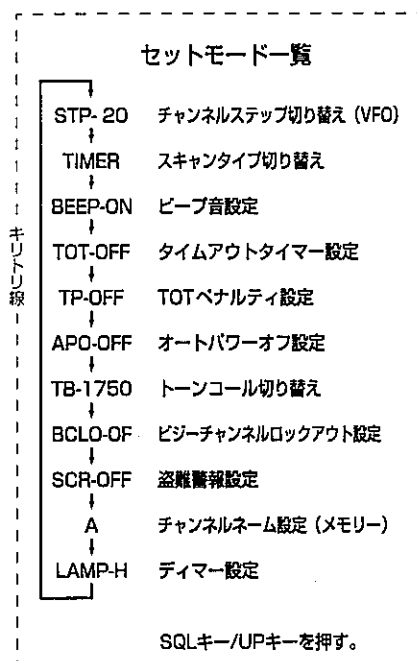 セットモード一覧
STP-20 チャンネルステップ切り替え（VFO）
TIMER スキャンタイプ切り替え
BEEP-ON ビープ音設定
TOT-OFF タイムアウトタイマー設定
TP-OFF TOTペナルティ設定
APO-OFF オートパワーオフ設定
TB-1750 トーンコール切り替え
BCLO-OF ビジーチャンネルロックアウト設定
SCR-OFF 盗難警報設定
A チャンネルネーム設定（メモリー）
LAMP-H ディマー設定
SQLキー/UPキーを押す。
キリトリ線